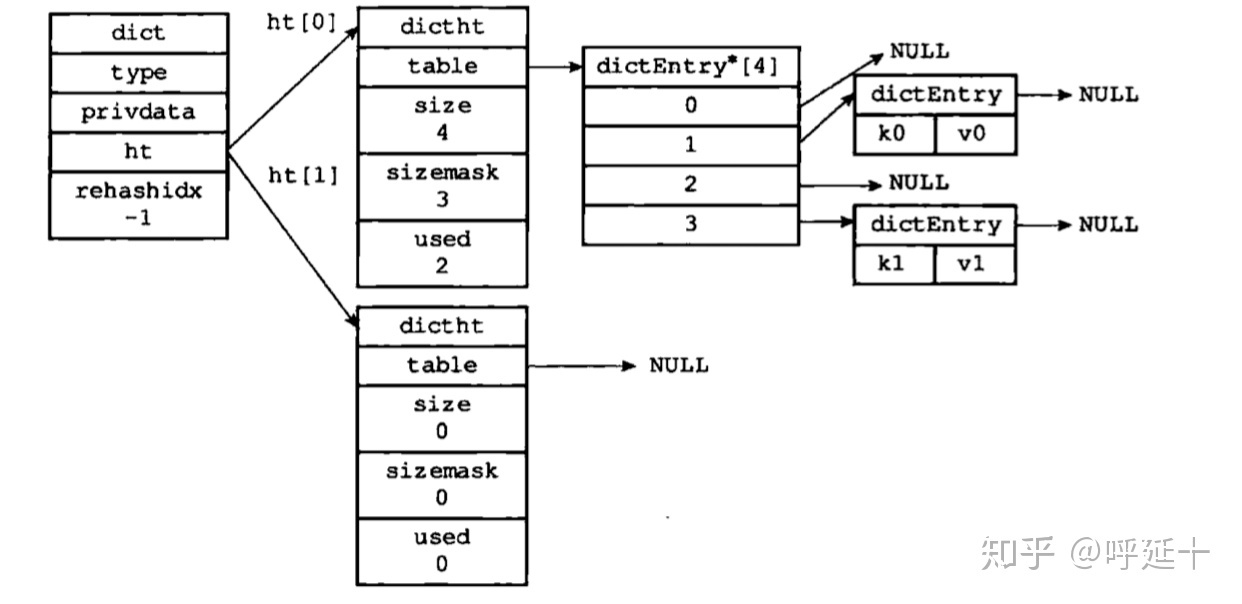 dict
type
privdata
ht
rehashidx
-1
ht[0]
ht[1]
dictht
table
size
4
sizemask
3
used
2
dictEntry*[4]
0
1
2
3
NULL
dictEntry
k0 v0
NULL
NULL
dictEntry
k1 v1
NULL
dictht
table
size
0
sizemask
0
used
0
NULL
知乎 @呼延十